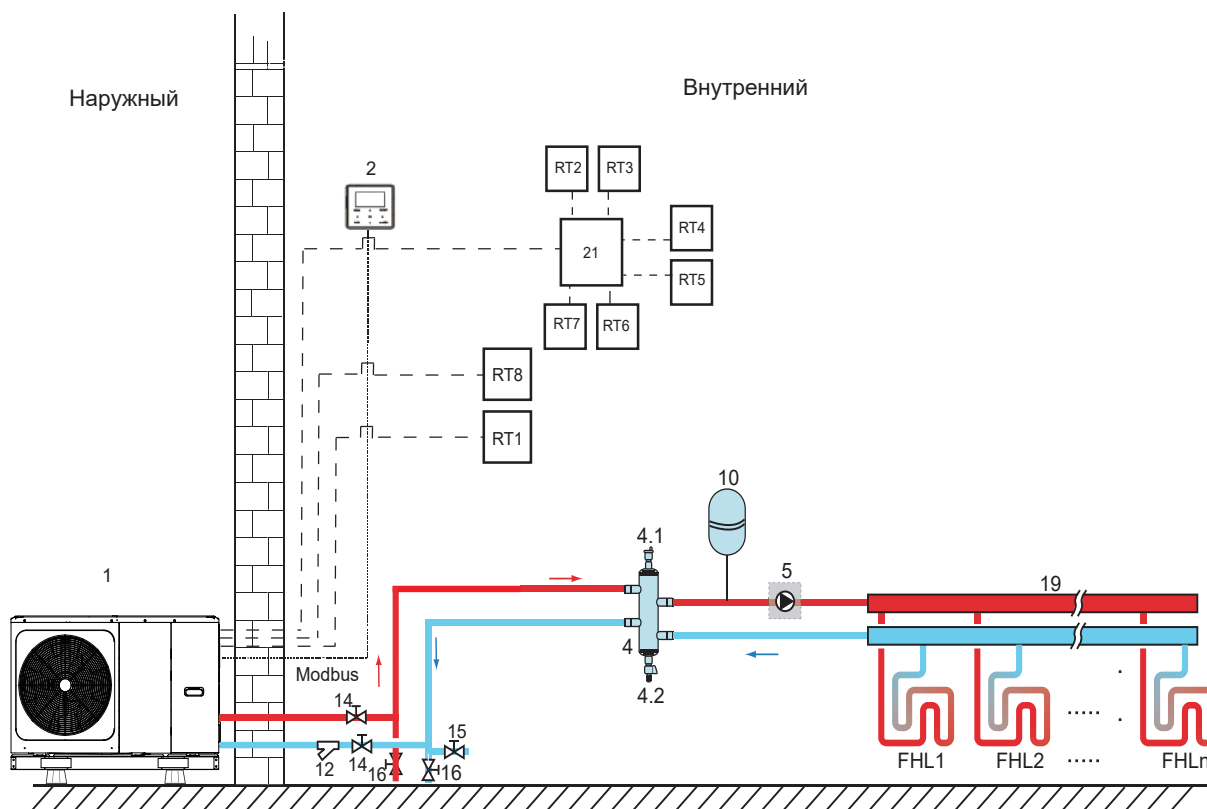 Наружный
Внутренний
2
RT2
RT3
RT4
21
RT5
RT7
RT6
RT8
RT1
10
4.1
1
5
19
4
Modbus
4.2
14
15
12
14
16
16
FHL1
FHL2
.....
FHLn
.....
.
.